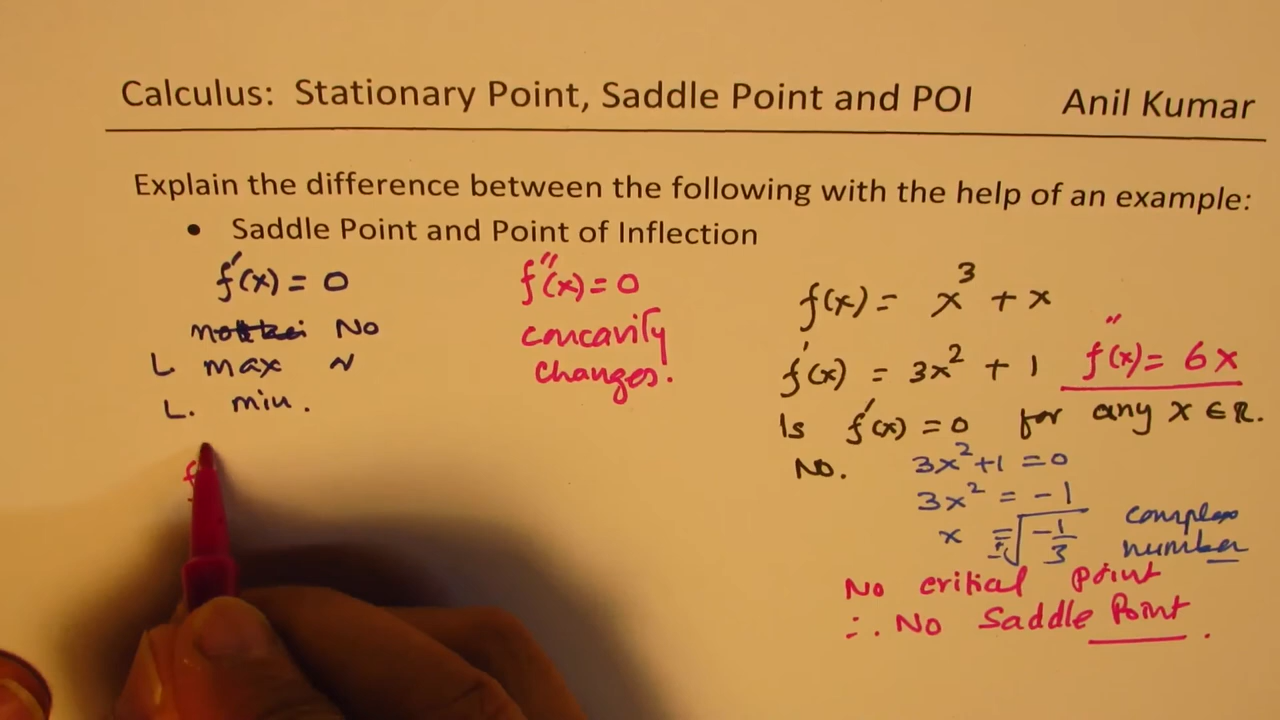 Calculus: Stationary Point, Saddle Point and POI Anil Kumar
Explain the difference between the following with the help of an example:
• Saddle Point and Point of Inflection
f'(x) = 0
No
L max
L. min.
f''(x) = 0
concavity
changes.
f(x) = x³ + x
f'(x) = 3x² + 1 f''(x) = 6x
Is f'(x) = 0 for any x ∈ R.
No. 3x²+1 = 0
3x² = -1
x = ±√-1/3 complex
number
No critical point
∴ No Saddle Point.